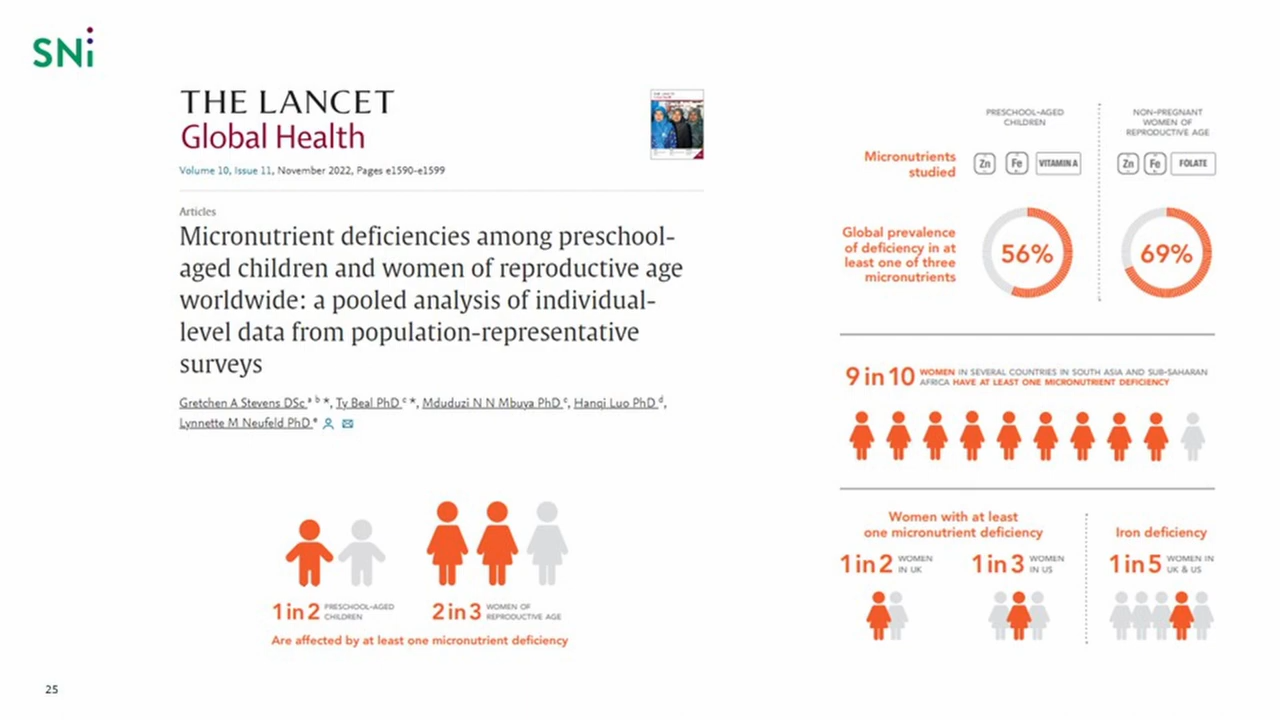 SNi
THE LANCET
Global Health
Volume 10, Issue 11, November 2022, Pages e1590-e1599
Articles
Micronutrient deficiencies among preschool-
aged children and women of reproductive age
worldwide: a pooled analysis of individual-
level data from population-representative
surveys
Gretchen A Stevens DSc a b *, Ty Beal PhD c *, Mduduzi N N Mbuya PhD c, Hanqi Luo PhD d,
Lynnette M Neufeld PhD e
1 in 2 PRESCHOOL-AGED
CHILDREN
2 in 3 WOMEN OF
REPRODUCTIVE AGE
Are affected by at least one micronutrient deficiency
PRESCHOOL-AGED
CHILDREN
NON-PREGNANT
WOMEN OF
REPRODUCTIVE AGE
Micronutrients
studied
Zn Fe VITAMIN A
Zn Fe FOLATE
Global prevalence
of deficiency in at
least one of three
micronutrients
56%
69%
9 in 10 WOMEN IN SEVERAL COUNTRIES IN SOUTH ASIA AND SUB-SAHARAN
AFRICA HAVE AT LEAST ONE MICRONUTRIENT DEFICIENCY
Women with at least
one micronutrient deficiency
1 in 2 WOMEN
IN UK
1 in 3 WOMEN
IN US
Iron deficiency
1 in 5 WOMEN IN
UK & US
25